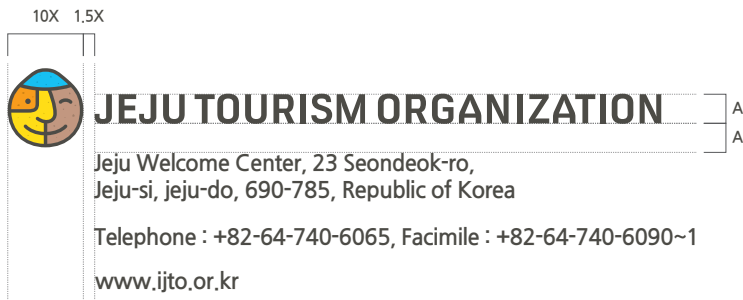 10X 1.5X
JEJU TOURISM ORGANIZATION
A
A
Jeju Welcome Center, 23 Seondeok-ro,
Jeju-si, jeju-do, 690-785, Republic of Korea
Telephone : +82-64-740-6065, Facimile : +82-64-740-6090~1
www.ijto.or.kr